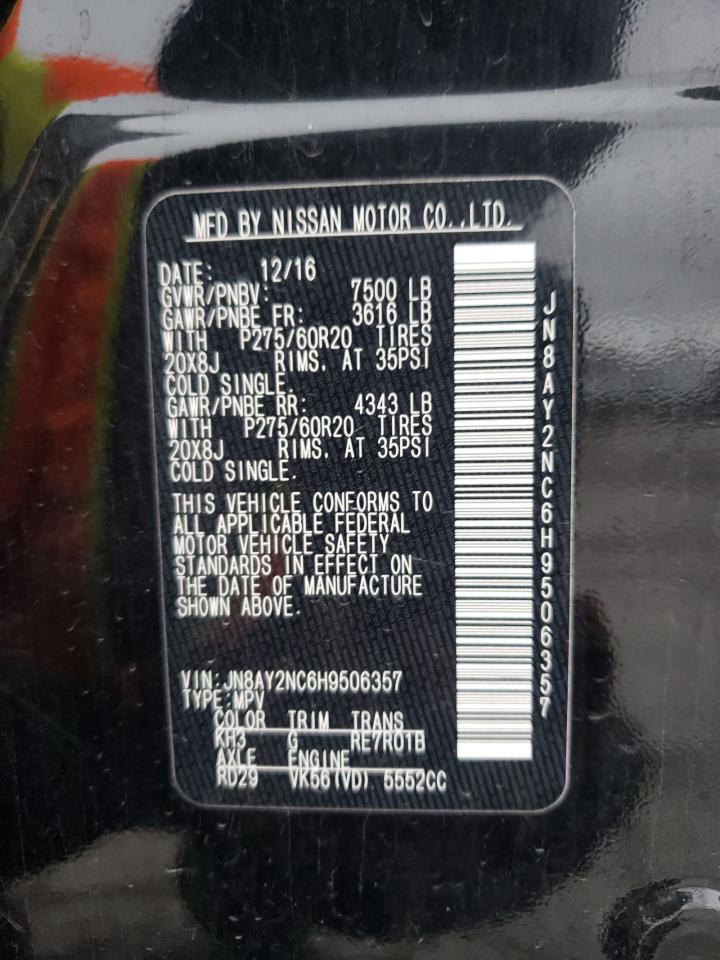 MFD BY NISSAN MOTOR CO.,LTD.
DATE: 12/16
GVWR/PNBV: 7500 LB
GAWR/PNBE FR: 3616 LB
WITH P275/60R20 TIRES
20X8J RIMS. AT 35PSI
COLD SINGLE.
GAWR/PNBE RR: 4343 LB
WITH P275/60R20 TIRES
20X8J RIMS. AT 35PSI
COLD SINGLE.
THIS VEHICLE CONFORMS TO
ALL APPLICABLE FEDERAL
MOTOR VEHICLE SAFETY
STANDARDS IN EFFECT ON
THE DATE OF MANUFACTURE
SHOWN ABOVE.
VIN:JN8AY2NC6H9506357
TYPE:MPV
COLOR TRIM TRANS
KH3 G RE7R01B
AXLE ENGINE
RD29 VK56(VD) 5552CC
JN8AY2NC6H9506357